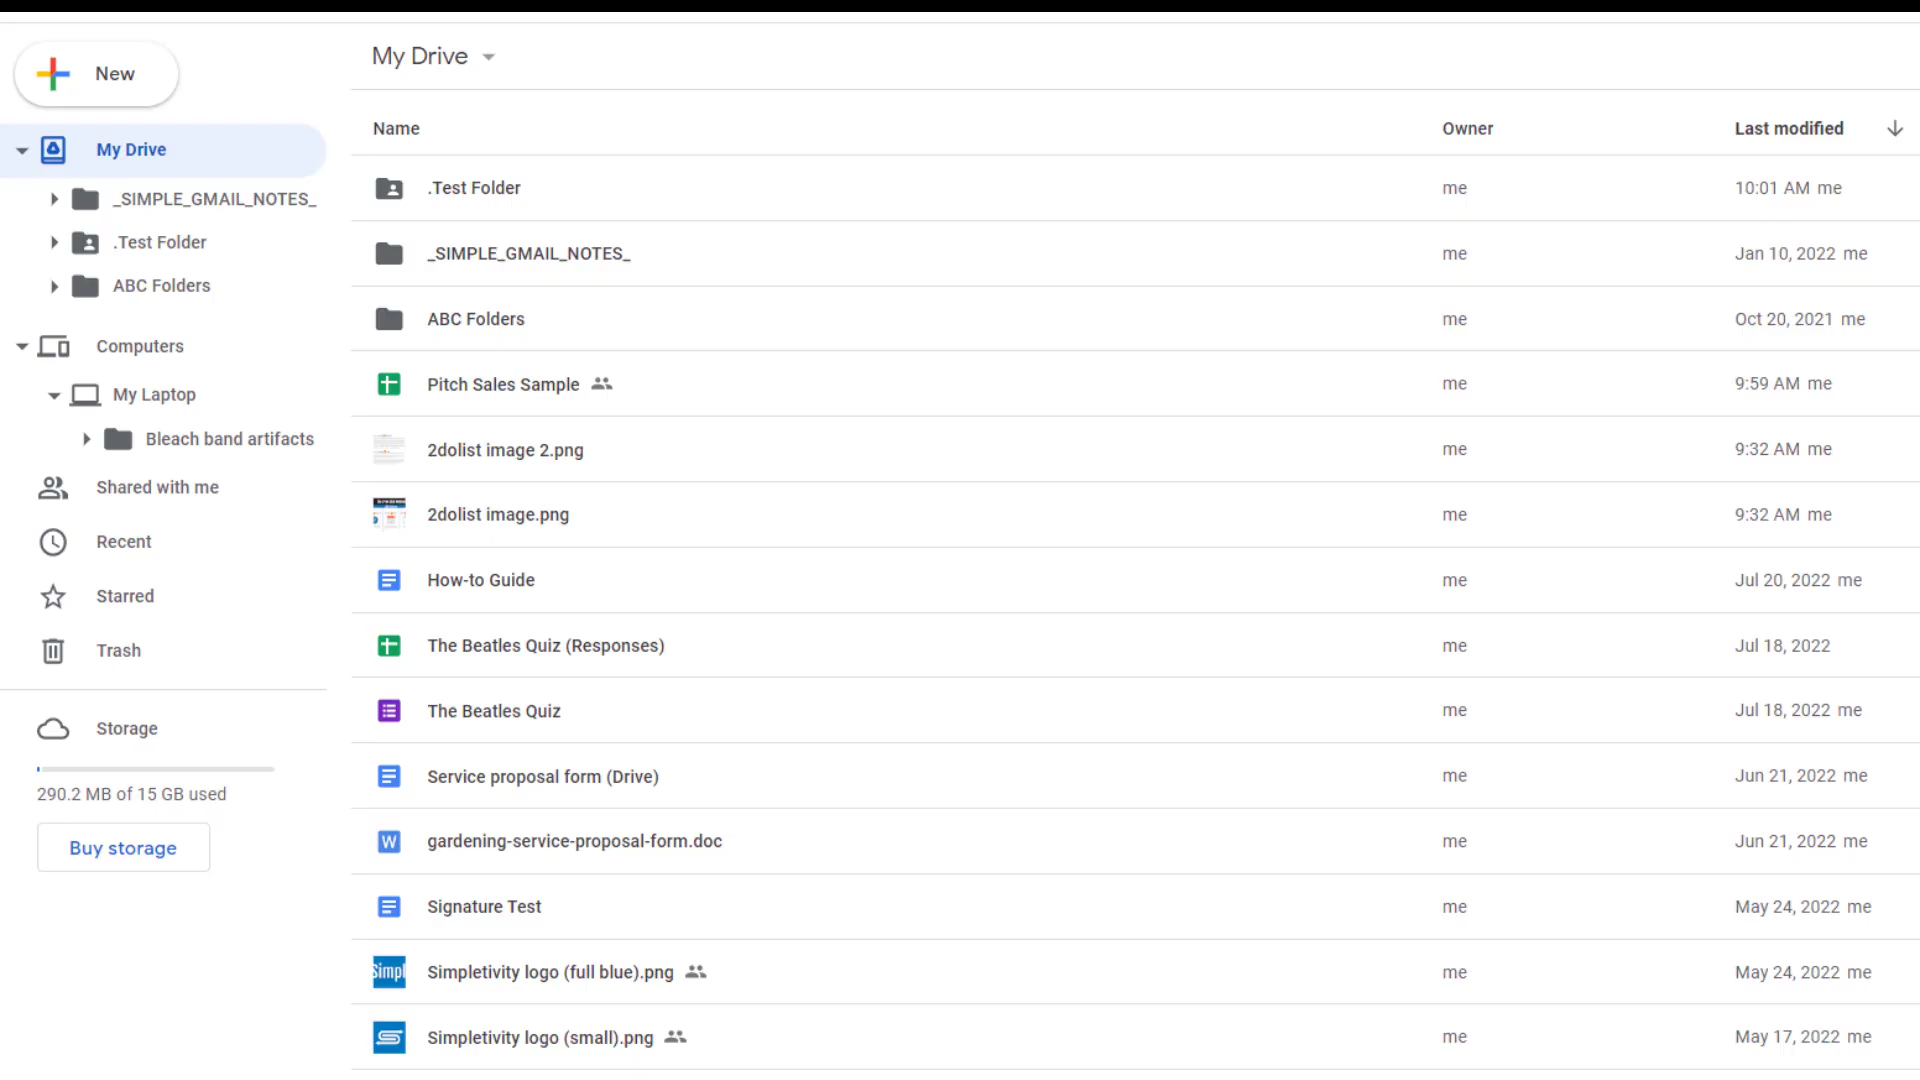 New
My Drive
_SIMPLE_GMAIL_NOTES_
.Test Folder
ABC Folders
Computers
My Laptop
Bleach band artifacts
Shared with me
Recent
Starred
Trash
Storage
290.2 MB of 15 GB used
Buy storage
My Drive
Name Owner Last modified
.Test Folder me 10:01 AM me
_SIMPLE_GMAIL_NOTES_ me Jan 10, 2022 me
ABC Folders me Oct 20, 2021 me
Pitch Sales Sample me 9:59 AM me
2dolist image 2.png me 9:32 AM me
2dolist image.png me 9:32 AM me
How-to Guide me Jul 20, 2022 me
The Beatles Quiz (Responses) me Jul 18, 2022
The Beatles Quiz me Jul 18, 2022 me
Service proposal form (Drive) me Jun 21, 2022 me
W gardening-service-proposal-form.doc me Jun 21, 2022 me
Signature Test me May 24, 2022 me
Simpl Simpletivity logo (full blue).png me May 24, 2022 me
Simpletivity logo (small).png me May 17, 2022 me